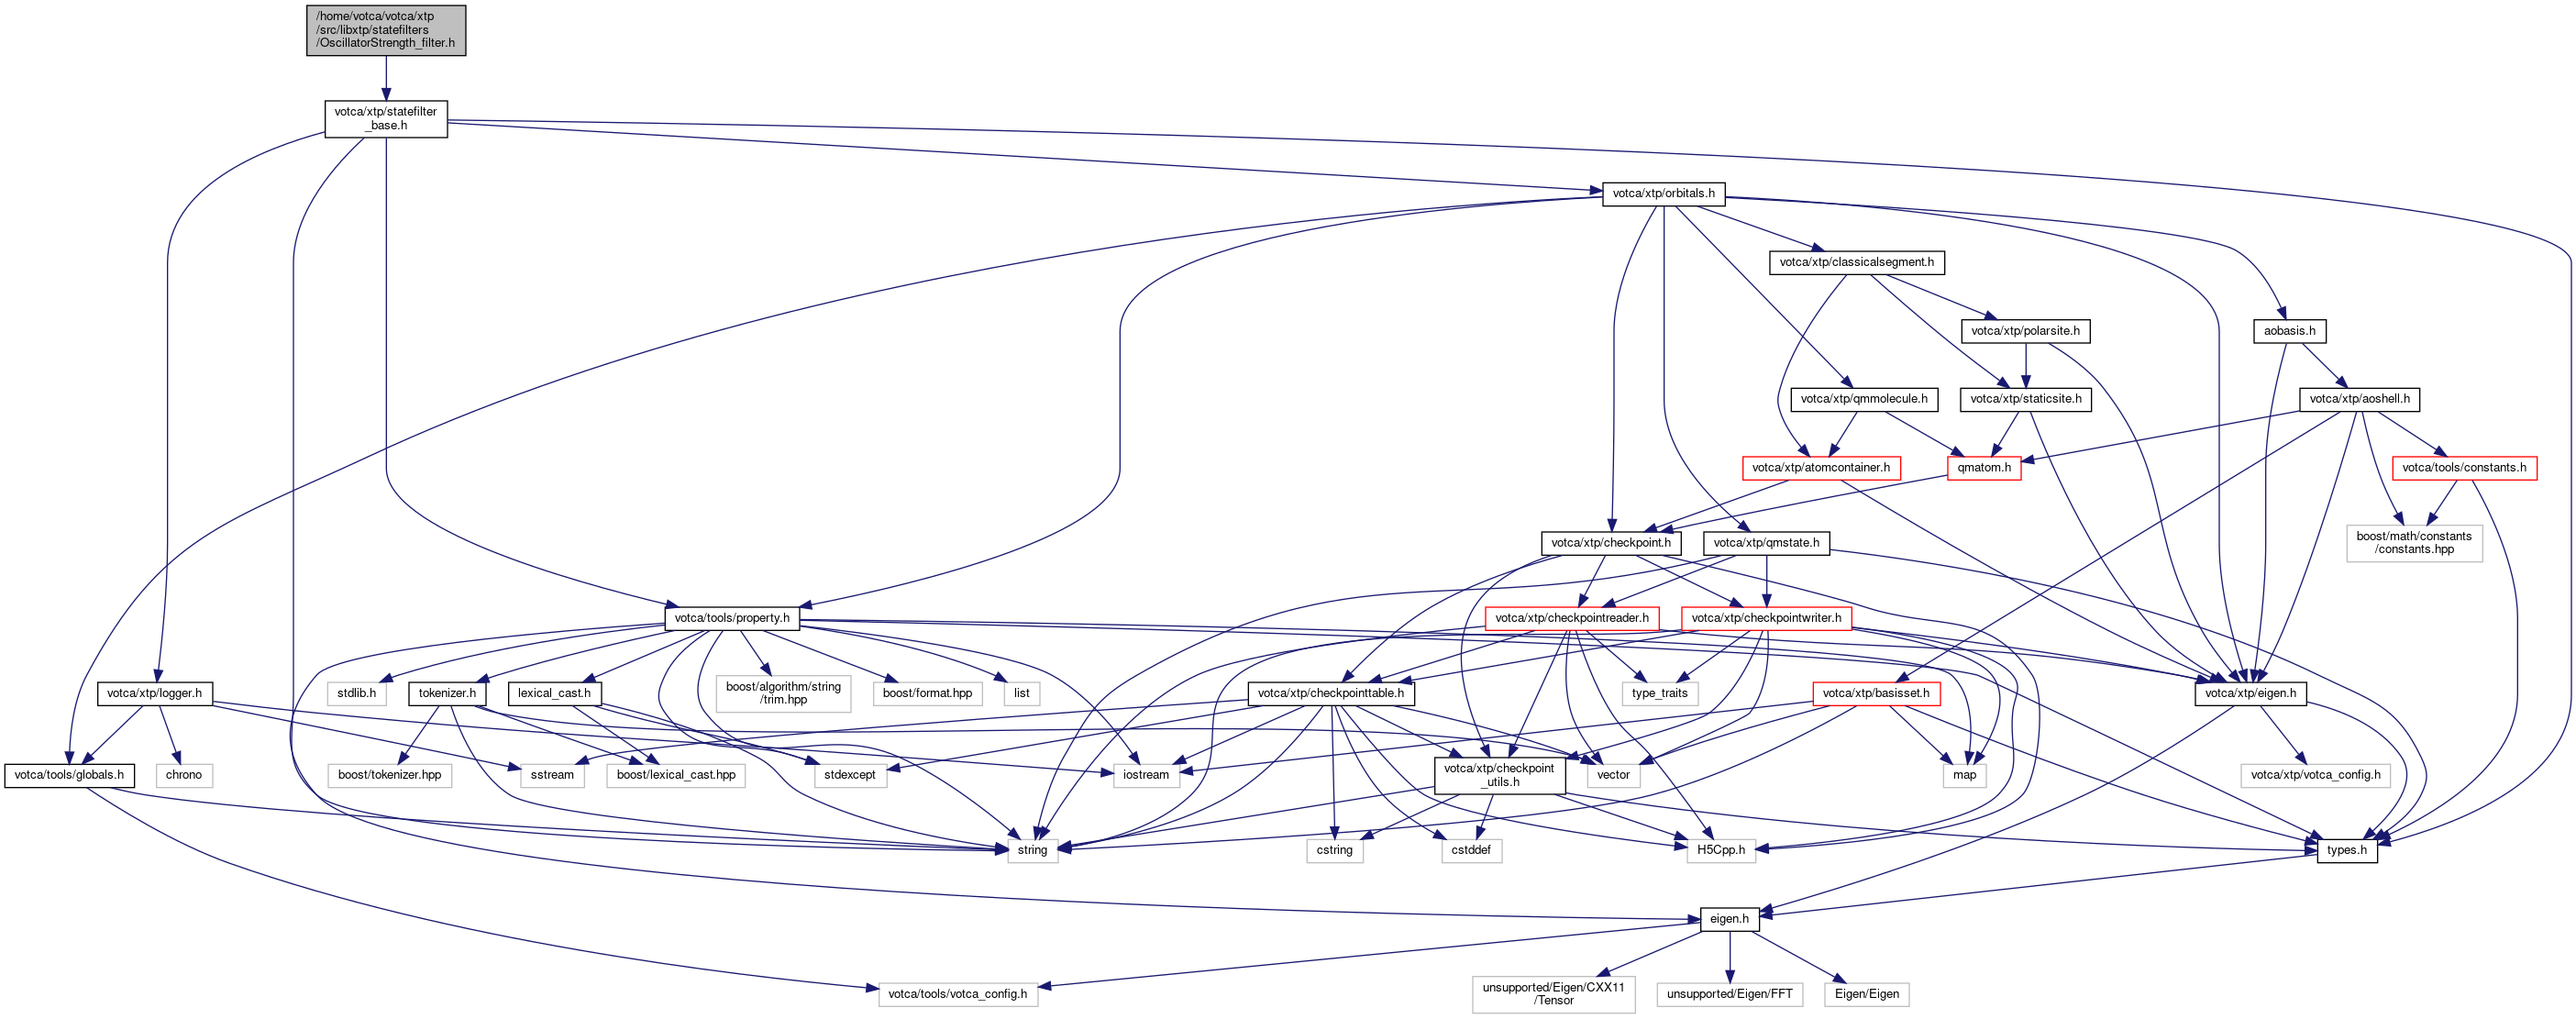 /home/votca/votca/xtp
/src/libxtp/statefilters
/OscillatorStrength_filter.h
votca/xtp/statefilter
_base.h
votca/xtp/orbitals.h
votca/xtp/classicalsegment.h
votca/xtp/polarsite.h
aobasis.h
votca/xtp/qmmolecule.h
votca/xtp/staticsite.h
votca/xtp/aoshell.h
votca/xtp/atomcontainer.h
qmatom.h
votca/tools/constants.h
votca/xtp/checkpoint.h
votca/xtp/qmstate.h
boost/math/constants
/constants.hpp
votca/tools/property.h
votca/xtp/checkpointreader.h
votca/xtp/checkpointwriter.h
votca/xtp/logger.h
stdlib.h
tokenizer.h
lexical_cast.h
boost/algorithm/string
/trim.hpp
boost/format.hpp
list
votca/xtp/checkpointtable.h
type_traits
votca/xtp/basisset.h
votca/xtp/eigen.h
votca/tools/globals.h
chrono
boost/tokenizer.hpp
sstream
boost/lexical_cast.hpp
stdexcept
iostream
votca/xtp/checkpoint
_utils.h
vector
map
votca/xtp/votca_config.h
string
cstring
cstddef
H5Cpp.h
types.h
eigen.h
votca/tools/votca_config.h
unsupported/Eigen/CXX11
/Tensor
unsupported/Eigen/FFT
Eigen/Eigen